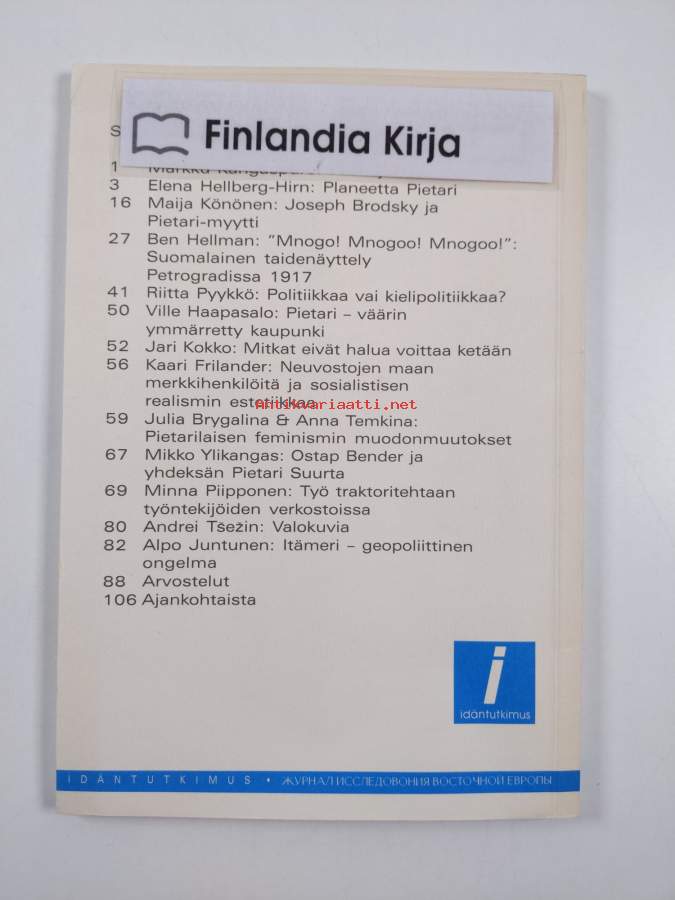 S
Finlandia Kirja
1 Markku
3 Elena Hellberg-Hirn: Planeetta Pietari
16 Maija Könönen: Joseph Brodsky ja
Pietari-myytti
27 Ben Hellman: ”Mnogo! Mnogoo! Mnogoo!”:
Suomalainen taidenäyttely
Petrogradissa 1917
41 Riitta Pyykkö: Politiikkaa vai kielipolitiikkaa?
50 Ville Haapasalo: Pietari – väärin
ymmärretty kaupunki
52 Jari Kokko: Mitkat eivät halua voittaa ketään
56 Kaari Frilander: Neuvostojen maan
merkkihenkilöitä ja sosialistisen
realismin estetiikkaa
antikvariaatti.net
59 Julia Brygalina & Anna Temkina:
Pietarilaisen feminismin muodonmuutokset
67 Mikko Ylikangas: Ostap Bender ja
yhdeksän Pietari Suurta
69 Minna Piipponen: Työ traktoritehtaan
työntekijöiden verkostoissa
80 Andrei Tšežin: Valokuvia
82 Alpo Juntunen: Itämeri – geopoliittinen
ongelma
88 Arvostelut
106 Ajankohtaista
i
idäntutkimus
IDÄNTUTKIMUS • ЖУРНАЛ ИССЛЕДОВОНИЯ ВОСТОЧНОЙ ЕВРОПЫ